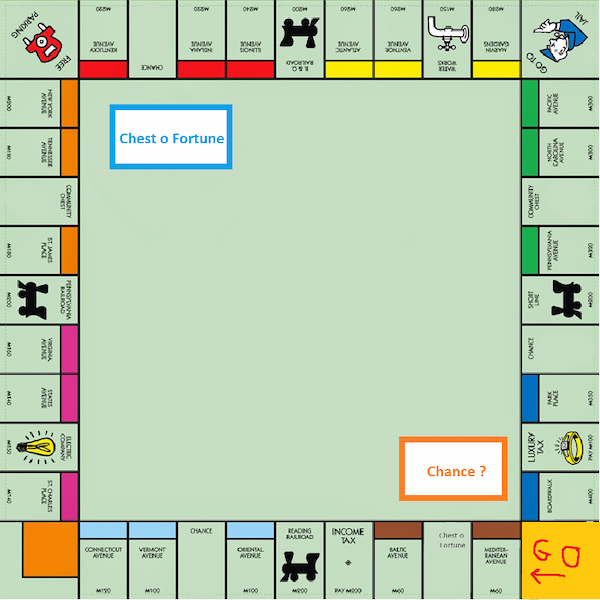 FREE
PARKING
KENTUCKY
AVENUE
M220
CHANCE
INDIANA
AVENUE
M220
ILLINOIS
AVENUE
M240
B. & O.
RAILROAD
M200
ATLANTIC
AVENUE
M260
VENTNOR
AVENUE
M260
WATER
WORKS
M150
MARVIN
GARDENS
M280
GO TO
JAIL
NEW YORK
AVENUE
M200
TENNESSEE
AVENUE
M180
COMMUNITY
CHEST
ST. JAMES
PLACE
M180
PENNSYLVANIA
RAILROAD
M200
VIRGINIA
AVENUE
M160
STATES
AVENUE
M140
ELECTRIC
COMPANY
M150
ST. CHARLES
PLACE
M140
Chest o Fortune
Chance ?
PACIFIC
AVENUE
M300
NORTH
CAROLINA
AVENUE
M300
COMMUNITY
CHEST
PENNSYLVANIA
AVENUE
M320
SHORT
LINE
M200
CHANCE
PARK
PLACE
M350
LUXURY
TAX
PAY M100
BOARDWALK
M400
CONNECTICUT
AVENUE
M120
VERMONT
AVENUE
M100
CHANCE
ORIENTAL
AVENUE
M100
READING
RAILROAD
M200
INCOME
TAX
PAY M200
BALTIC
AVENUE
M60
Chest o
Fortune
MEDITER-
RANEAN
AVENUE
M60
GO